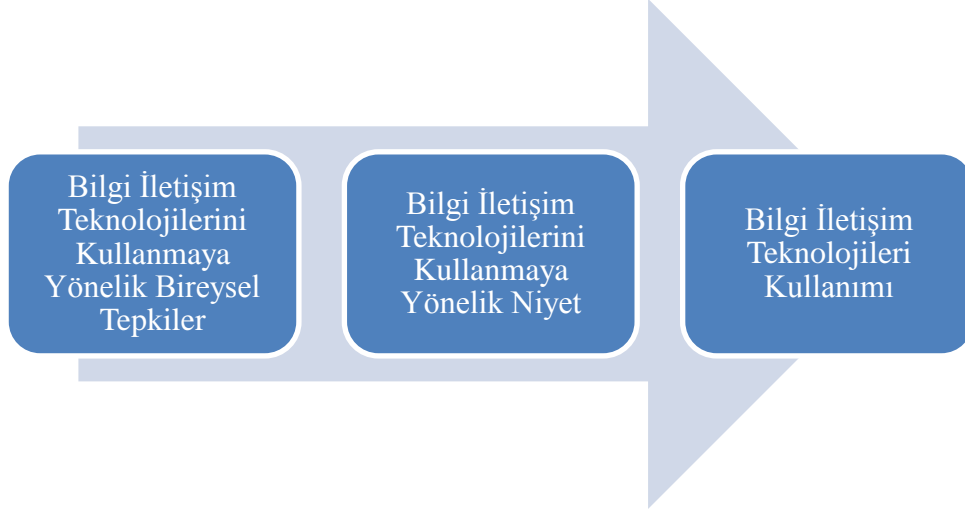 Bilgi İletişim
Teknolojilerini
Kullanmaya
Yönelik Bireysel
Tepkiler
Bilgi İletişim
Teknolojilerini
Kullanmaya
Yönelik Niyet
Bilgi İletişim
Teknolojileri
Kullanımı